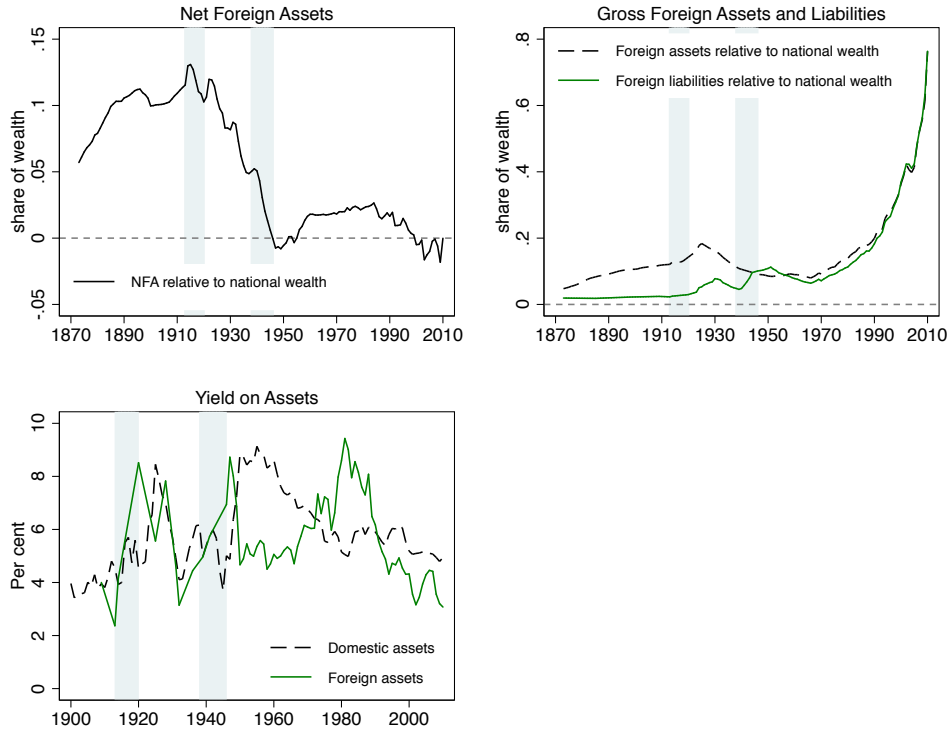 Net Foreign Assets
share of wealth
.15
.1
.05
0
-.05
NFA relative to national wealth
1870 1890 1910 1930 1950 1970 1990 2010
Gross Foreign Assets and Liabilities
share of wealth
.8
.6
.4
.2
0
Foreign assets relative to national wealth
Foreign liabilities relative to national wealth
1870 1890 1910 1930 1950 1970 1990 2010
Yield on Assets
Per cent
10
8
6
4
2
0
Domestic assets
Foreign assets
1900 1920 1940 1960 1980 2000